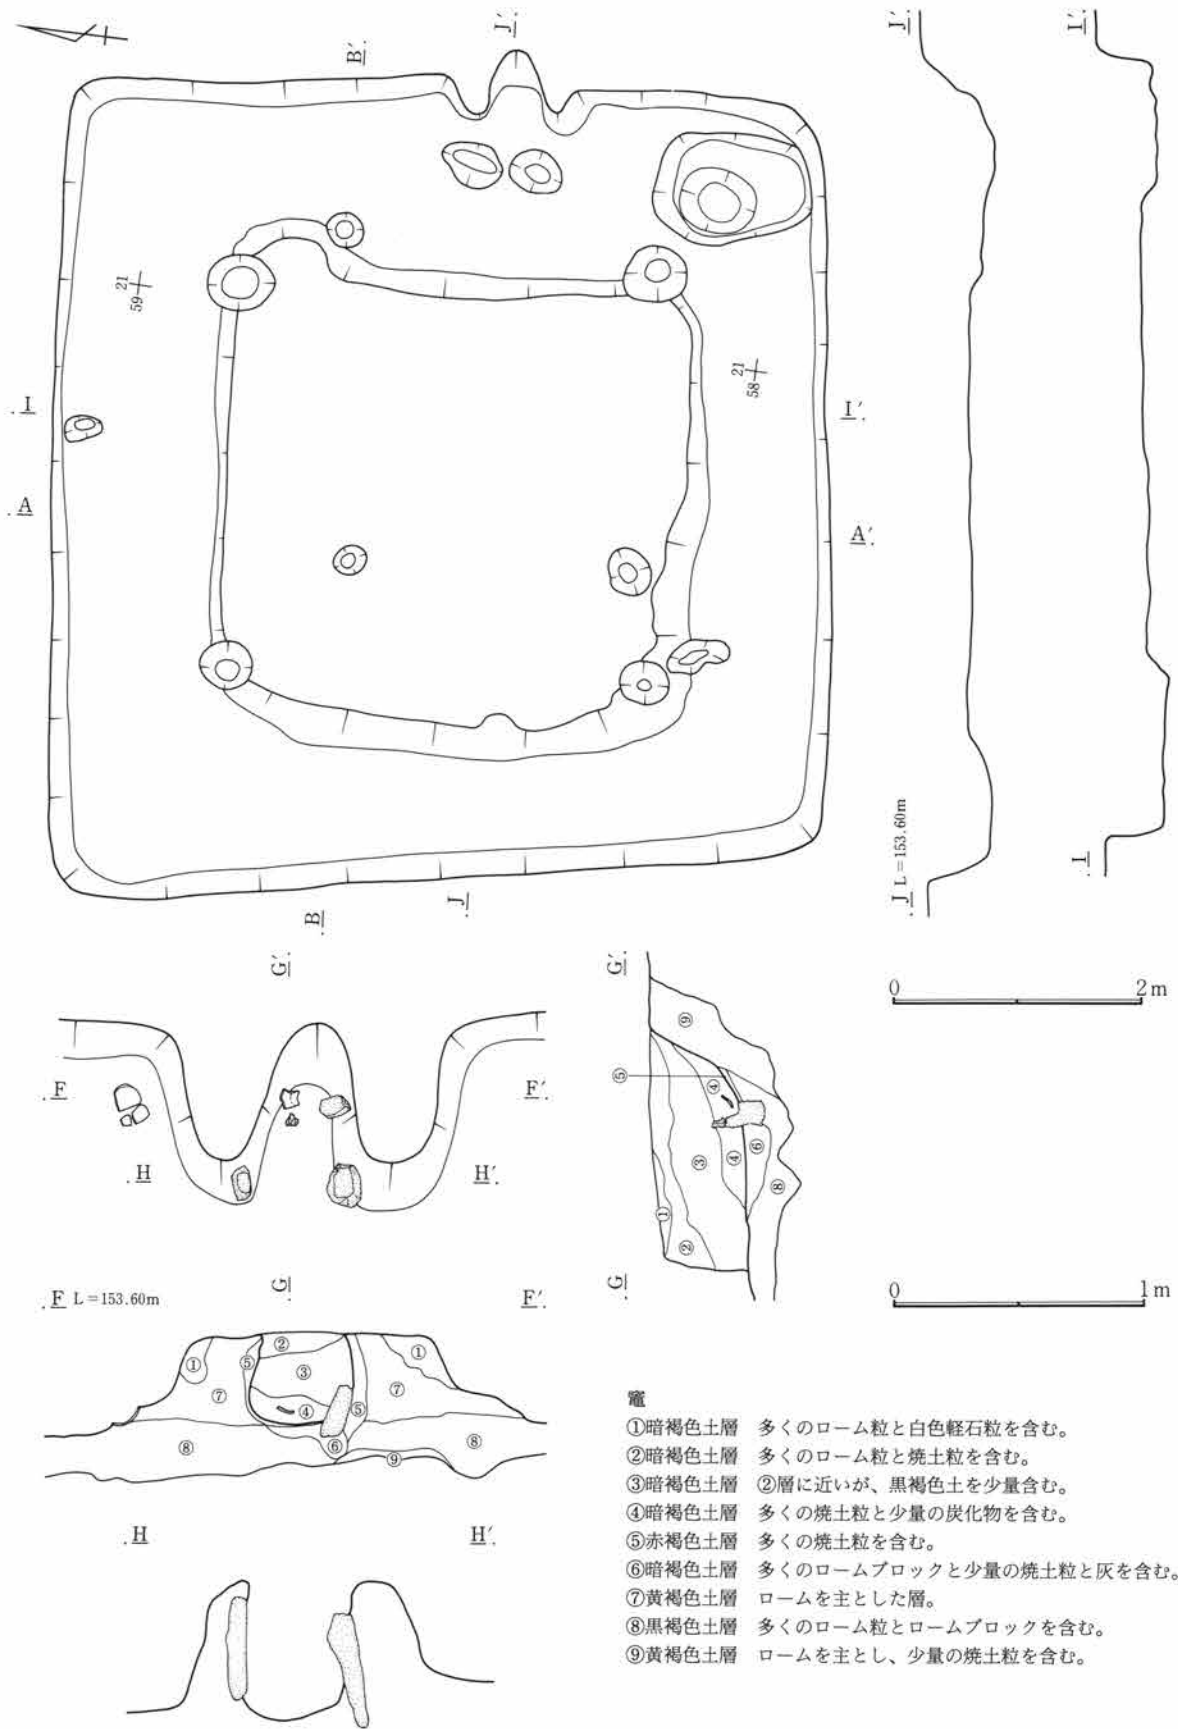 J′.
B′.
J′.
I′.
21
59
21
58
.I
I′.
.A
A′.
J
B
J L=153.60m
I
G′.
G′.
0 2m
⑨
⑤
④
.F
F′.
③
④
⑥
.H
H′.
⑧
①
②
G
G
0 1m
.F L=153.60m
F′.
①
⑤
②
①
③
⑦
⑦
④
⑤
⑧
⑥
⑧
⑨
.H
H′.
竈
①暗褐色土層 多くのローム粒と白色軽石粒を含む。
②暗褐色土層 多くのローム粒と焼土粒を含む。
③暗褐色土層 ②層に近いが、黒褐色土を少量含む。
④暗褐色土層 多くの焼土粒と少量の炭化物を含む。
⑤赤褐色土層 多くの焼土粒を含む。
⑥暗褐色土層 多くのロームブロックと少量の焼土粒と灰を含む。
⑦黄褐色土層 ロームを主とした層。
⑧黒褐色土層 多くのローム粒とロームブロックを含む。
⑨黄褐色土層 ロームを主とし、少量の焼土粒を含む。